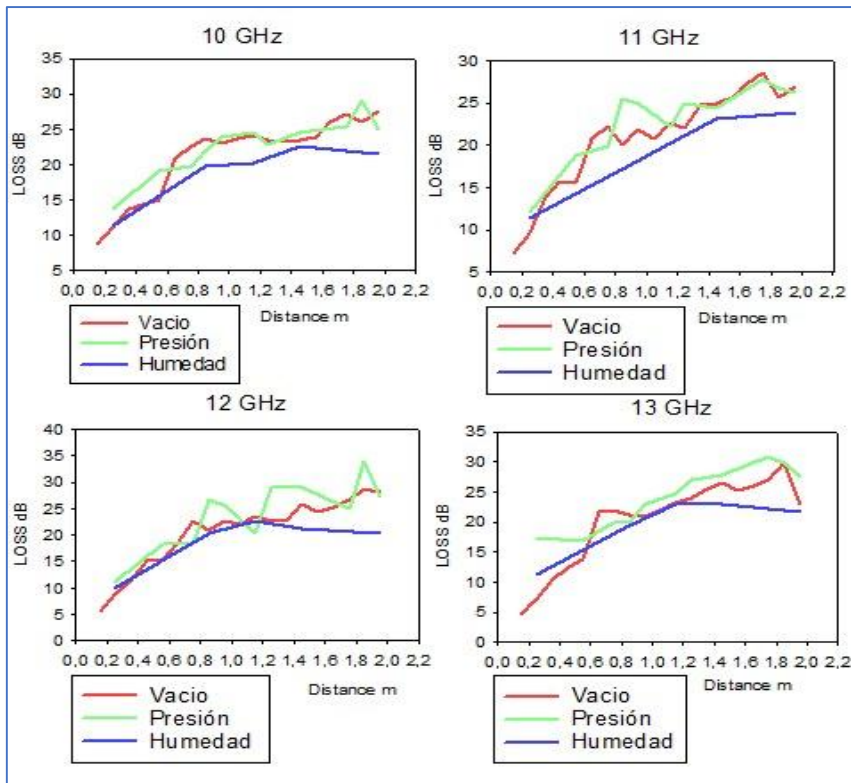 10 GHz
35
30
25
20
15
10
5
LOSS dB
0,0 0,2 0,4 0,6 0,8 1,0 1,2 1,4 1,6 1,8 2,0 2,2
Distance m
Vacio
Presión
Humedad
11 GHz
30
25
20
15
10
5
LOSS dB
0,0 0,2 0,4 0,6 0,8 1,0 1,2 1,4 1,6 1,8 2,0 2,2
Distance m
Vacio
Presión
Humedad
12 GHz
40
35
30
25
20
15
10
5
0
LOSS dB
0,0 0,2 0,4 0,6 0,8 1,0 1,2 1,4 1,6 1,8 2,0 2,2
Distance m
Vacio
Presión
Humedad
13 GHz
35
30
25
20
15
10
5
0
LOSS dB
0,0 0,2 0,4 0,6 0,8 1,0 1,2 1,4 1,6 1,8 2,0 2,2
Distance m
Vacio
Presión
Humedad